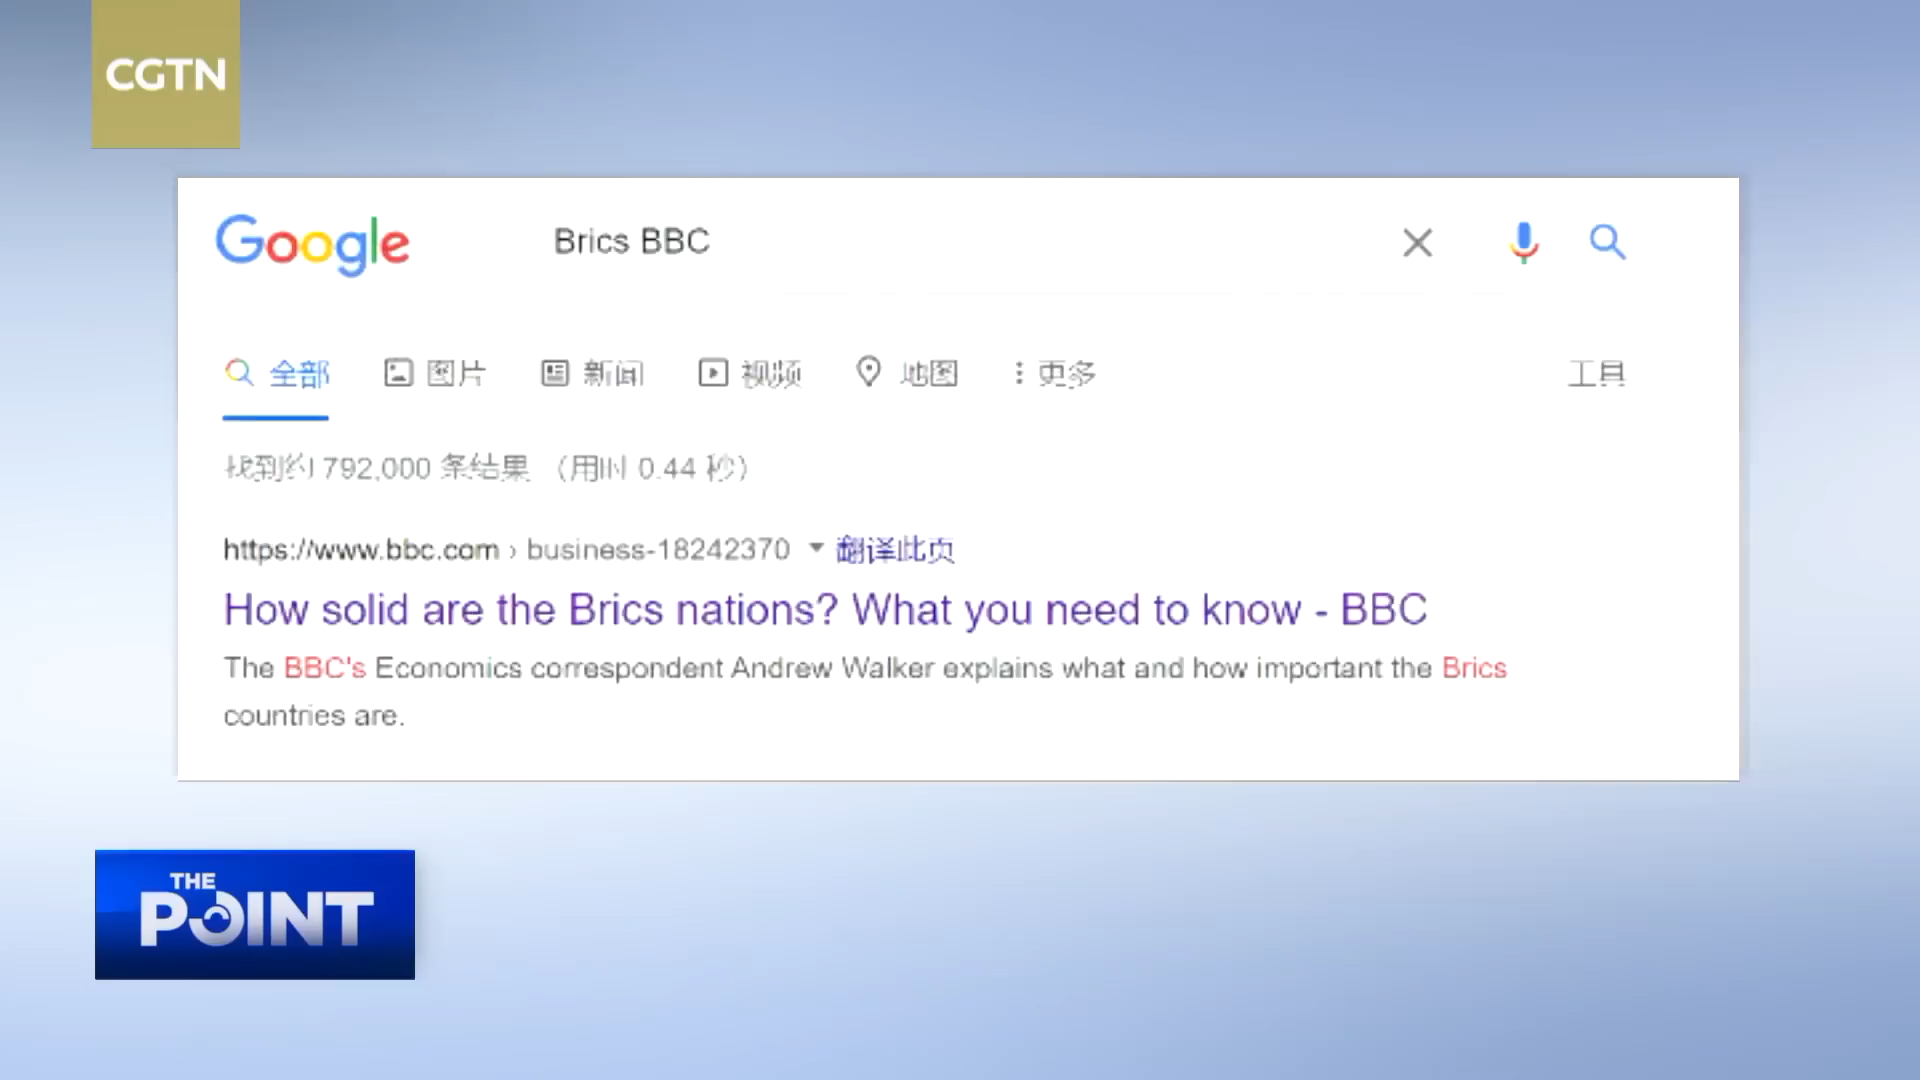 CGTN
Google
Brics BBC
全部 图片 新闻 视频 地图 更多 工具
找到约 792,000 条结果 （用时 0.44 秒）
https://www.bbc.com › business-18242370 翻译此页
How solid are the Brics nations? What you need to know - BBC
The BBC's Economics correspondent Andrew Walker explains what and how important the Brics
countries are.
THE
POINT